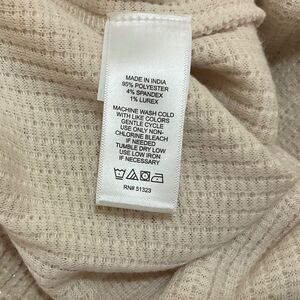 MADE IN INDIA
95% POLYESTER
4% SPANDEX
1% LUREX
MACHINE WASH COLD
WITH LIKE COLORS
GENTLE CYCLE
USE ONLY NON-
CHLORINE BLEACH
IF NEEDED
TUMBLE DRY LOW
USE LOW IRON
IF NECESSARY
RN# 51323